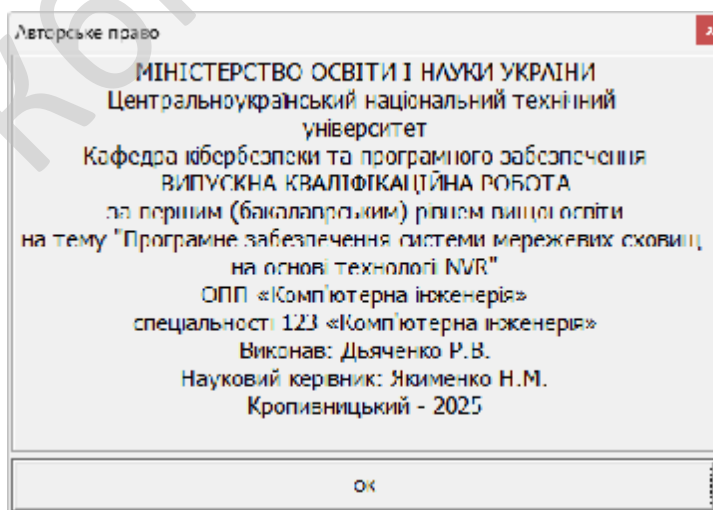 Авторське право
МІНІСТЕРСТВО ОСВІТИ І НАУКИ УКРАЇНИ
Центральноукраїнський національний технічний
університет
Кафедра кібербезпеки та програмного забезпечення
ВИПУСКНА КВАЛІФІКАЦІЙНА РОБОТА
за першим (бакалаврським) рівнем вищої освіти
на тему "Програмне забезпечення системи мережевих сховищ
на основі технології NVR"
ОПП «Комп'ютерна інженерія»
спеціальності 123 «Комп'ютерна інженерія»
Виконав: Дьяченко Р.В.
Науковий керівник: Якименко Н.М.
Кропивницький - 2025
ОК